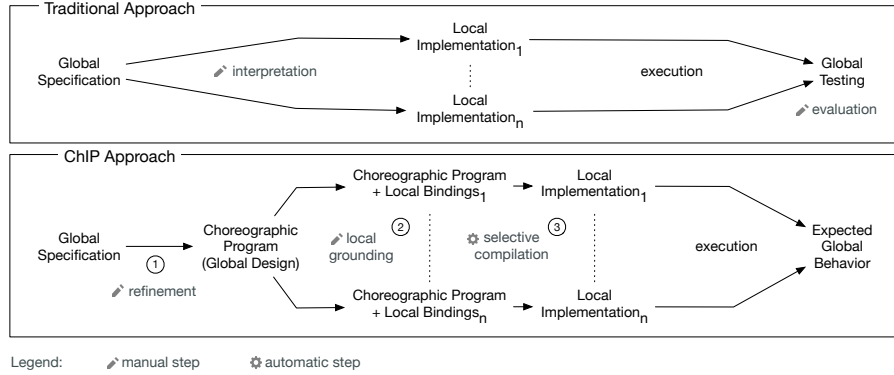 Traditional Approach
Global
Specification
interpretation
Local
Implementation1
Local
Implementationn
execution
Global
Testing
evaluation
ChIP Approach
Global
Specification
1
refinement
Choreographic
Program
(Global Design)
Choreographic Program
+ Local Bindings1
2
local
grounding
Choreographic Program
+ Local Bindingsn
3
selective
compilation
Local
Implementation1
Local
Implementationn
execution
Expected
Global
Behavior
Legend: manual step automatic step